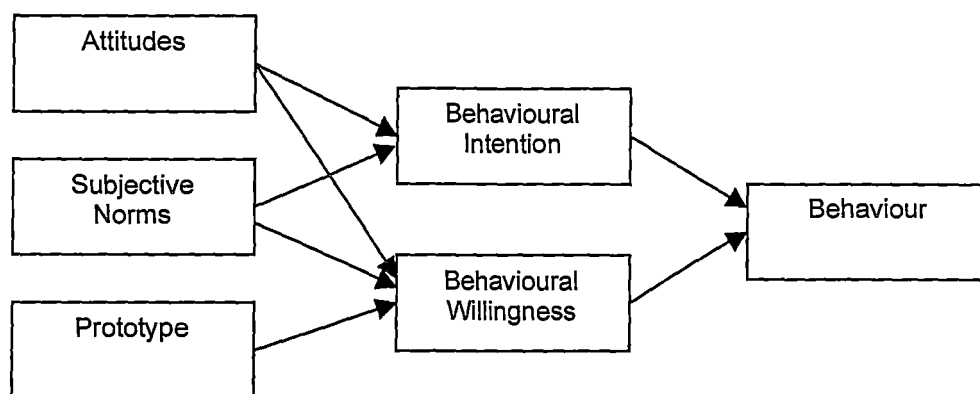 Attitudes
Subjective
Norms
Prototype
Behavioural
Intention
Behavioural
Willingness
Behaviour